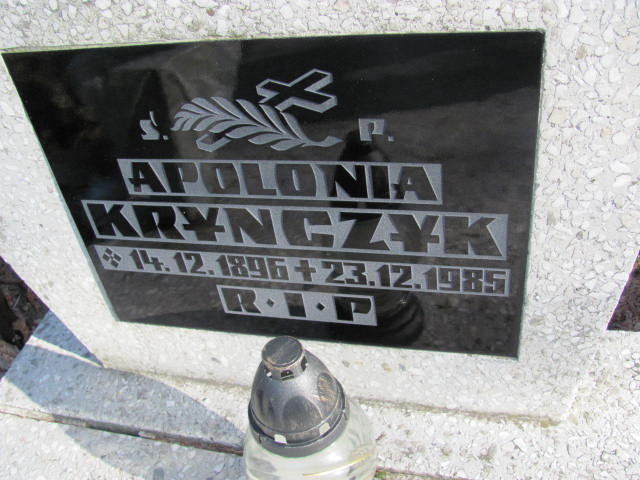 Ś. P.
APOLONIA
KRYNCZYK
❖ 14.12.1896 + 23.12.1985
R·I·P